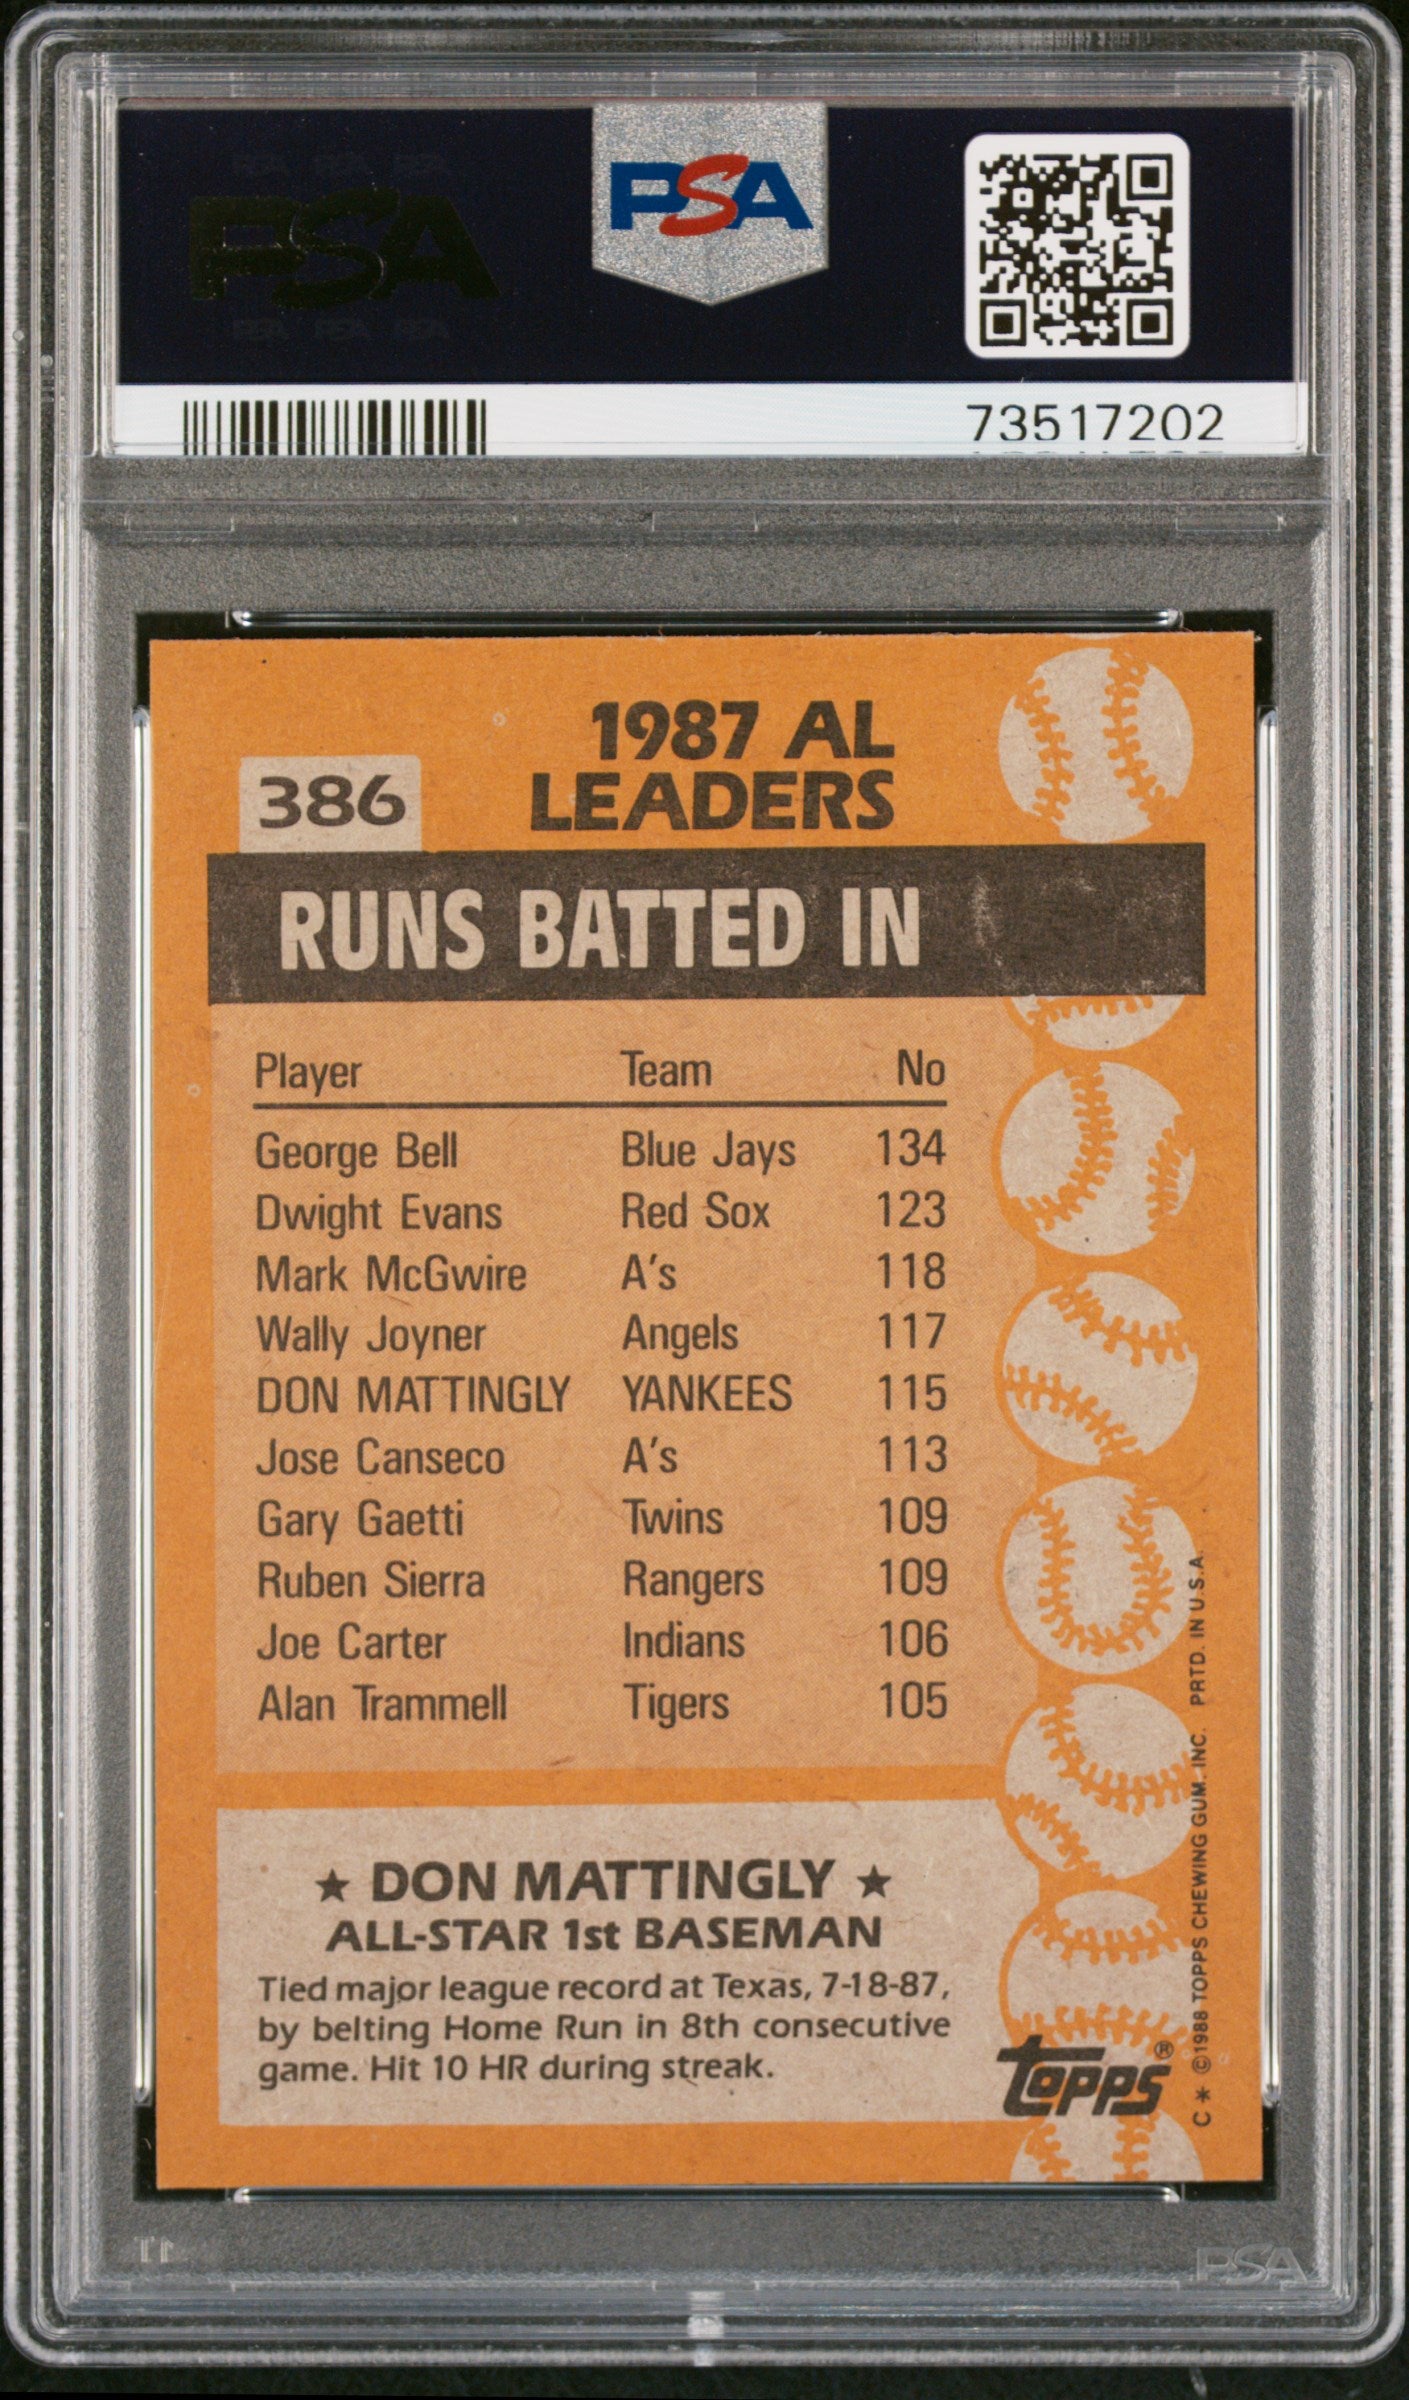 PSA
PSA
73517202
1987 AL
LEADERS
386
RUNS BATTED IN
Player Team No
George Bell Blue Jays 134
Dwight Evans Red Sox 123
Mark McGwire A's 118
Wally Joyner Angels 117
DON MATTINGLY YANKEES 115
Jose Canseco A's 113
Gary Gaetti Twins 109
Ruben Sierra Rangers 109
Joe Carter Indians 106
Alan Trammell Tigers 105
★ DON MATTINGLY ★
ALL-STAR 1st BASEMAN
Tied major league record at Texas, 7-18-87,
by belting Home Run in 8th consecutive
game. Hit 10 HR during streak.
topps®
C * ©1988 TOPPS CHEWING GUM, INC. PRTD. IN U.S.A.
PSA